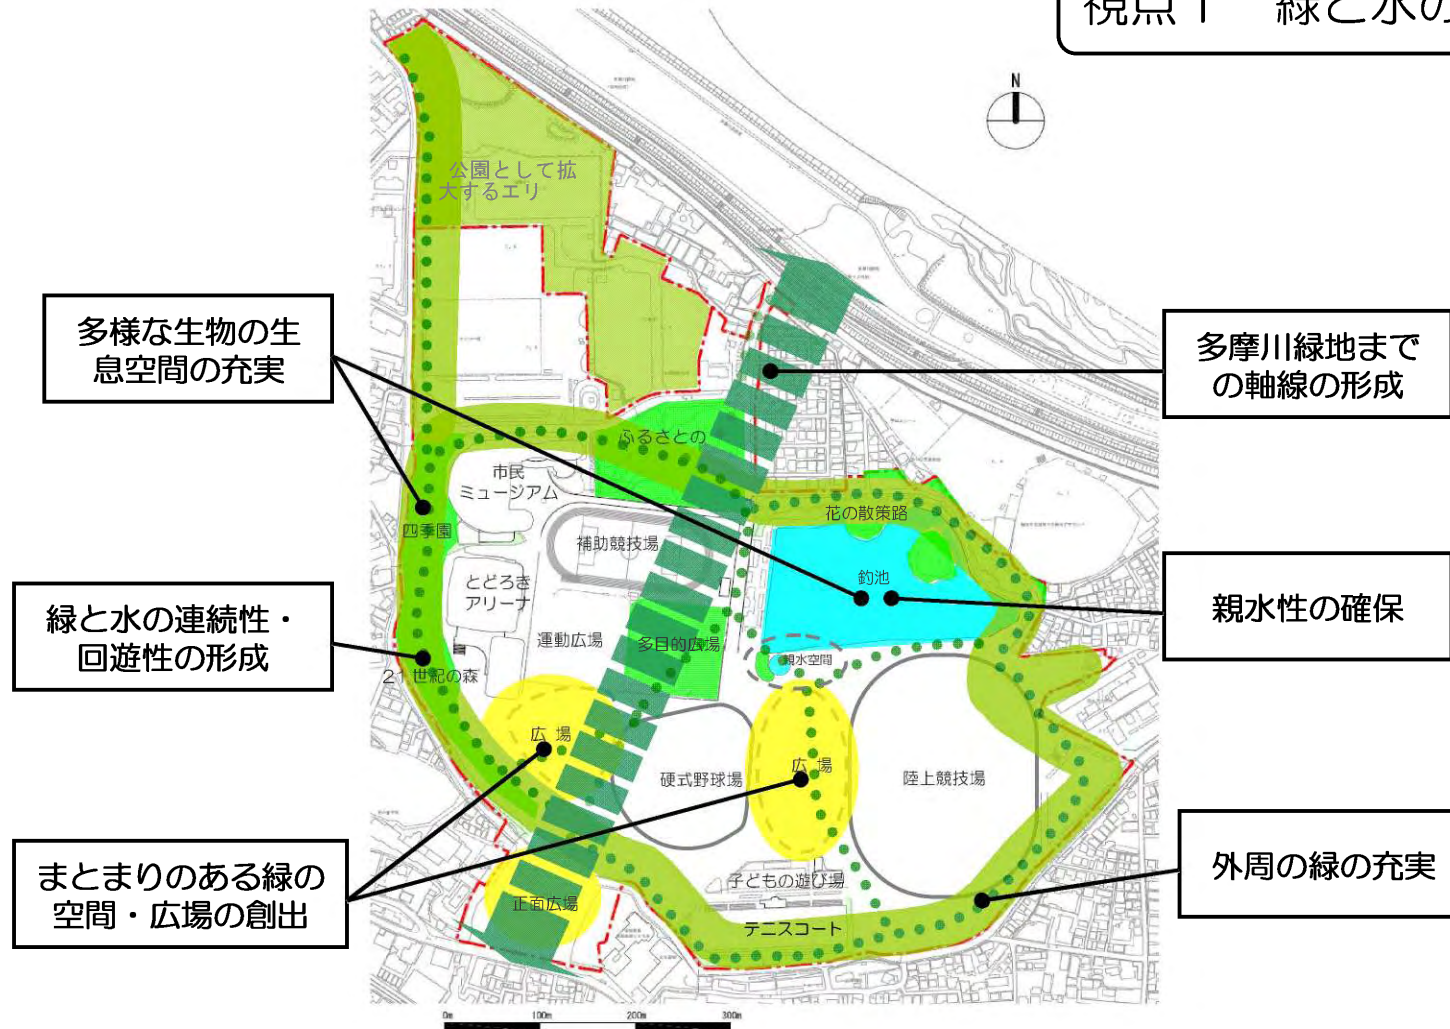 視点１　緑と水の
N
公園として拡
大するエリ
多様な生物の生
息空間の充実
多摩川緑地まで
の軸線の形成
ふるさとの
市民
ミュージアム
四季園
花の散策路
補助競技場
釣池
とどろき
アリーナ
親水性の確保
緑と水の連続性・
回遊性の形成
運動広場
多目的広場
親水空間
21世紀の森
広　場
硬式野球場
広　場
陸上競技場
まとまりのある緑の
空間・広場の創出
外周の緑の充実
子どもの遊び場
正面広場
テニスコート
0m
100m
200m
300m